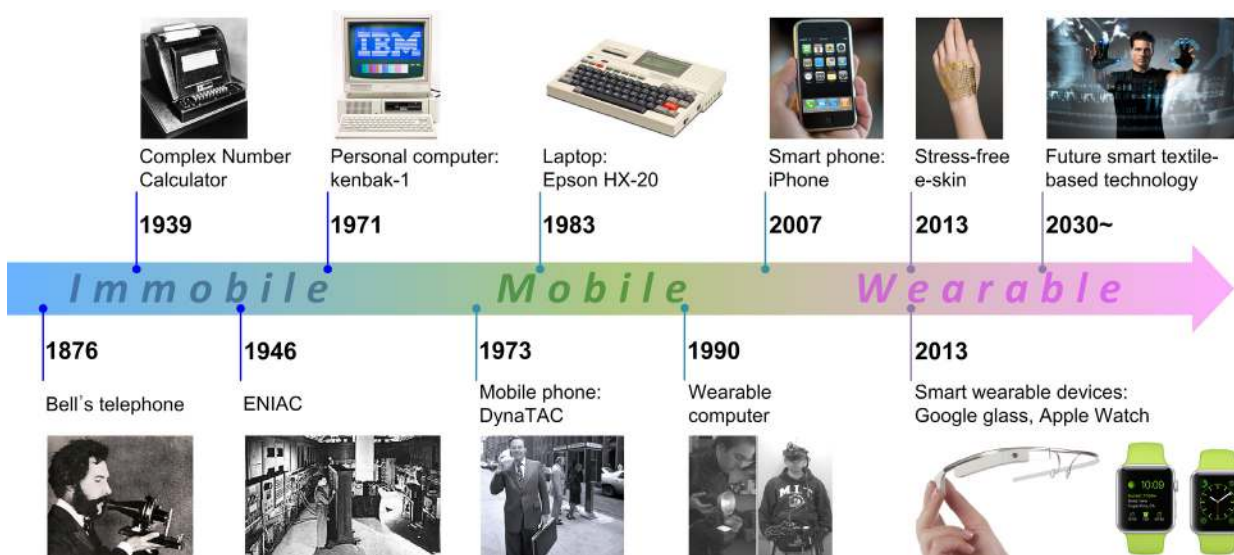 Complex Number
Calculator
1939
Personal computer:
kenbak-1
1971
IBM
Laptop:
Epson HX-20
1983
Smart phone:
iPhone
2007
Stress-free
e-skin
2013
Future smart textile-
based technology
2030~
Immobile
Mobile
Wearable
1876
Bell's telephone
1946
ENIAC
1973
Mobile phone:
DynaTAC
1990
Wearable
computer
2013
Smart wearable devices:
Google glass, Apple Watch
10:09